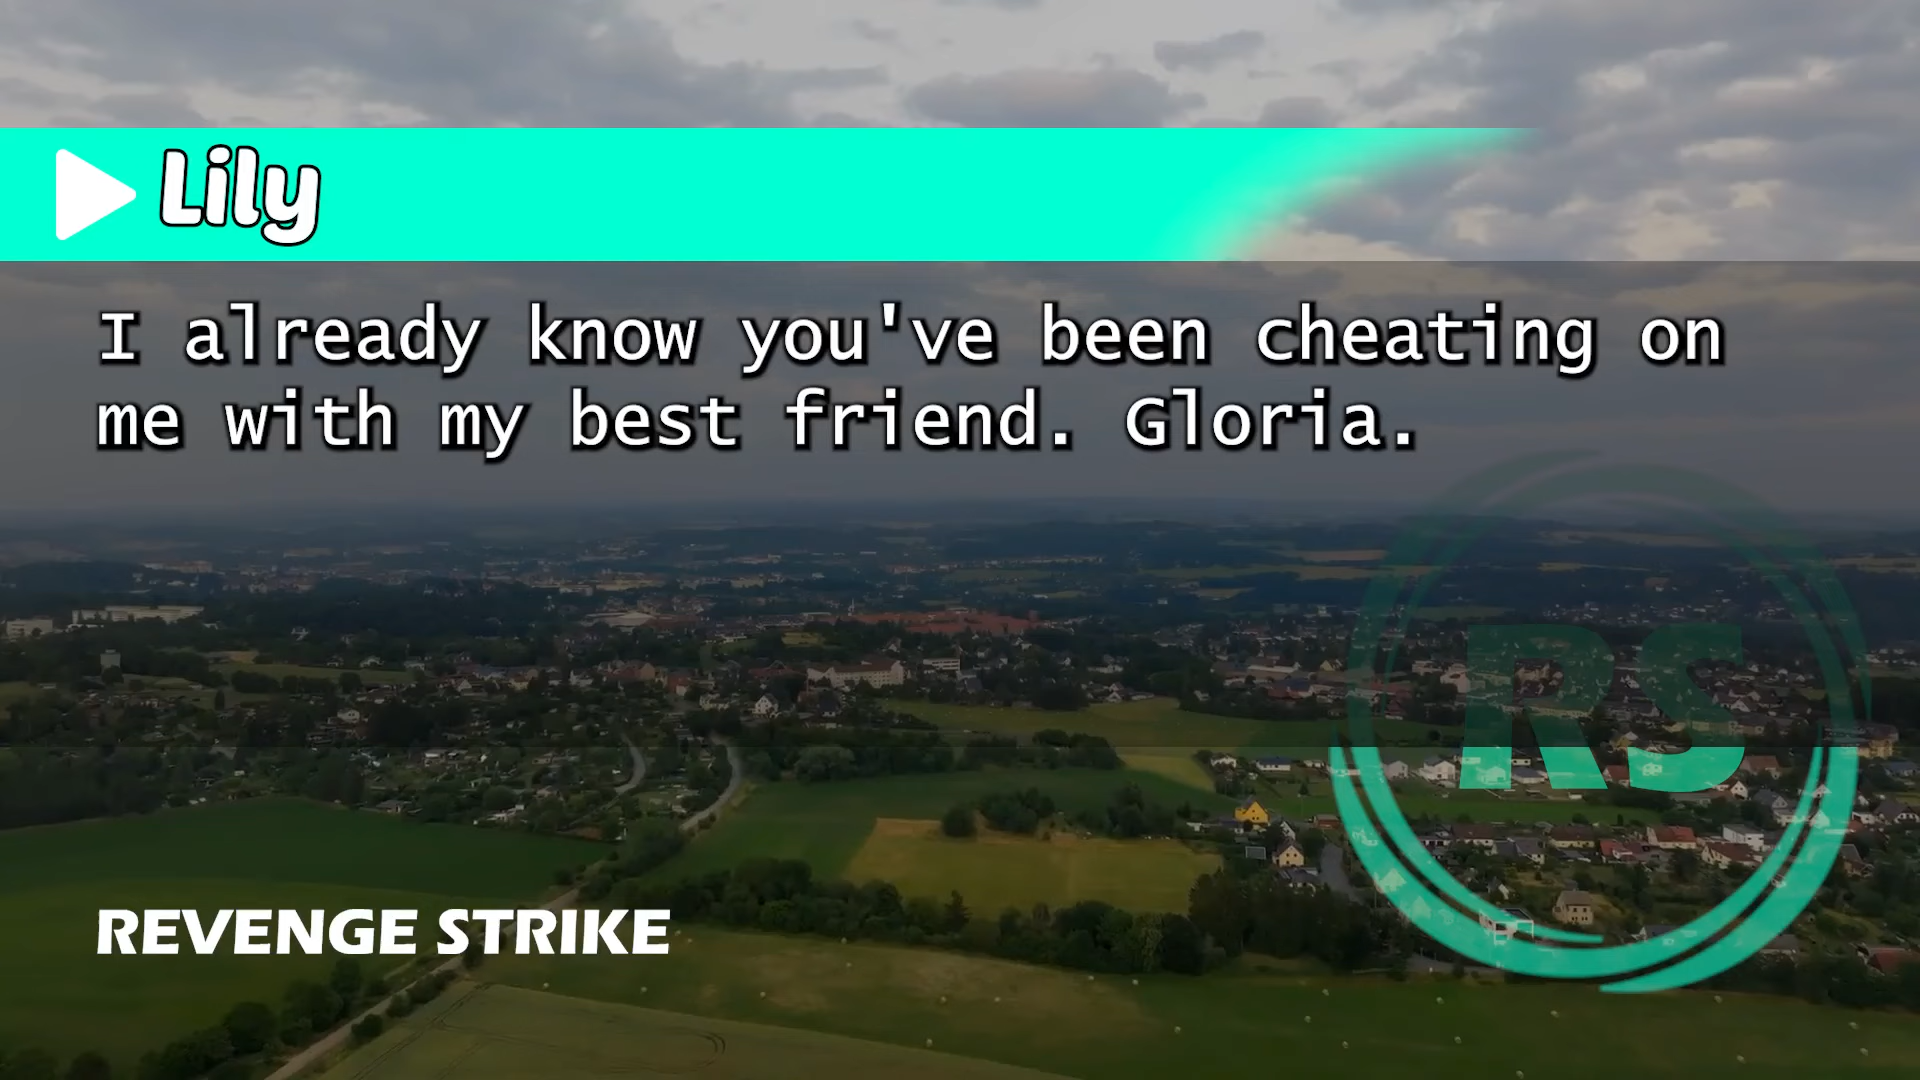 Lily
I already know you've been cheating on
me with my best friend. Gloria.
RS
REVENGE STRIKE